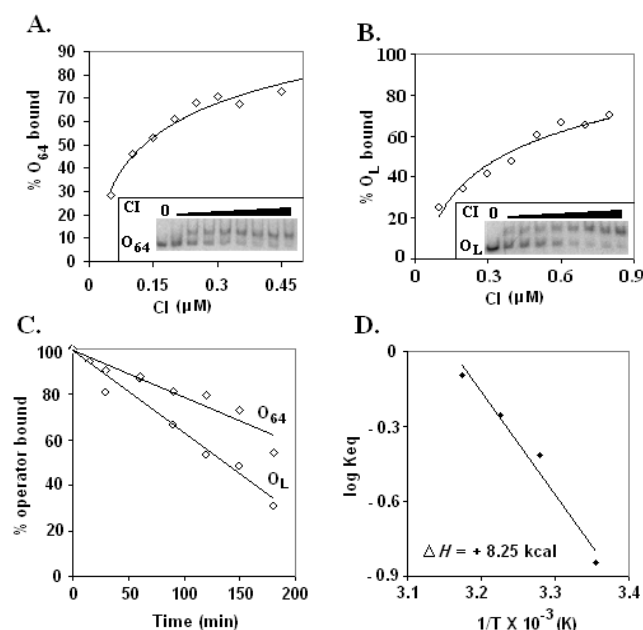 A.
% O64 bound
90
80
70
60
50
40
30
20
10
0
0 0.15 0.3 0.45
CI (μM)
CI 0
O64
B.
% OL bound
100
80
60
40
20
0
0 0.3 0.6 0.9
CI (μM)
CI 0
OL
C.
% operator bound
100
80
60
40
20
0
0 50 100 150 200
Time (min)
O64
OL
D.
log Keq
0
- 0.3
- 0.6
- 0.9
3.1 3.2 3.3 3.4
1/T X 10-3 (K)
△ H = + 8.25 kcal